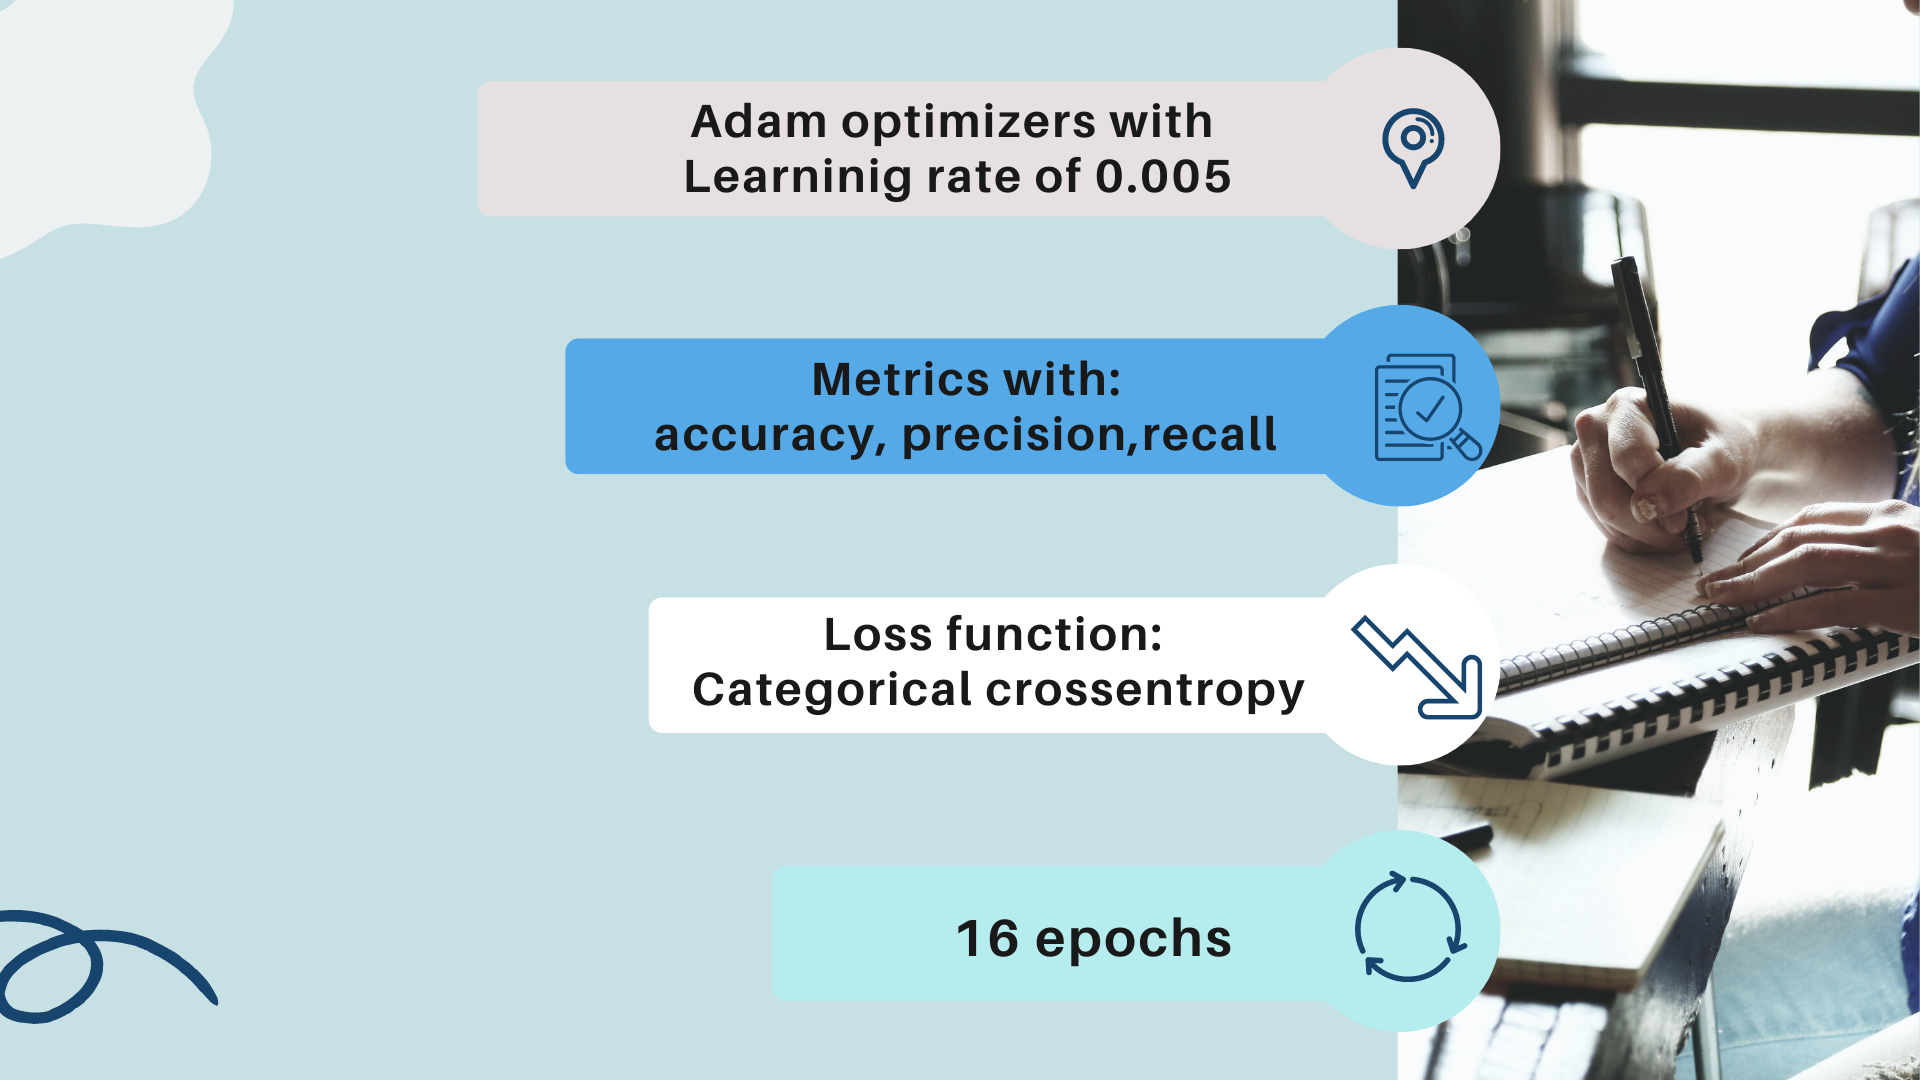 Adam optimizers with
Learninig rate of 0.005
Metrics with:
accuracy, precision,recall
Loss function:
Categorical crossentropy
16 epochs